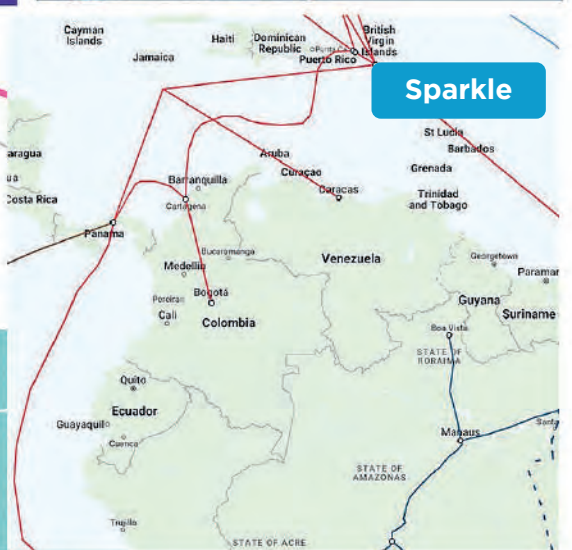 Cayman
Islands
Haiti
Dominican
Republic
British
Virgin
Islands
Puerto Rico
Jamaica
Sparkle
St Lucia
Barbados
Aruba
Curaçao
Grenada
Caracas
Trinidad
and Tobago
aragua
Costa Rica
Barranquilla
Cartagena
Panama
Bucaramanga
Medellin
Venezuela
Georgetown
Paramar
Guyana
Suriname
Pereira
Bogotá
Cali
Colombia
Boa Vista
STATE OF
RORAIMA
Quito
Ecuador
Guayaquil
Cuenca
Manaus
Santa
STATE OF
AMAZONAS
Trujillo
STATE OF ACRE